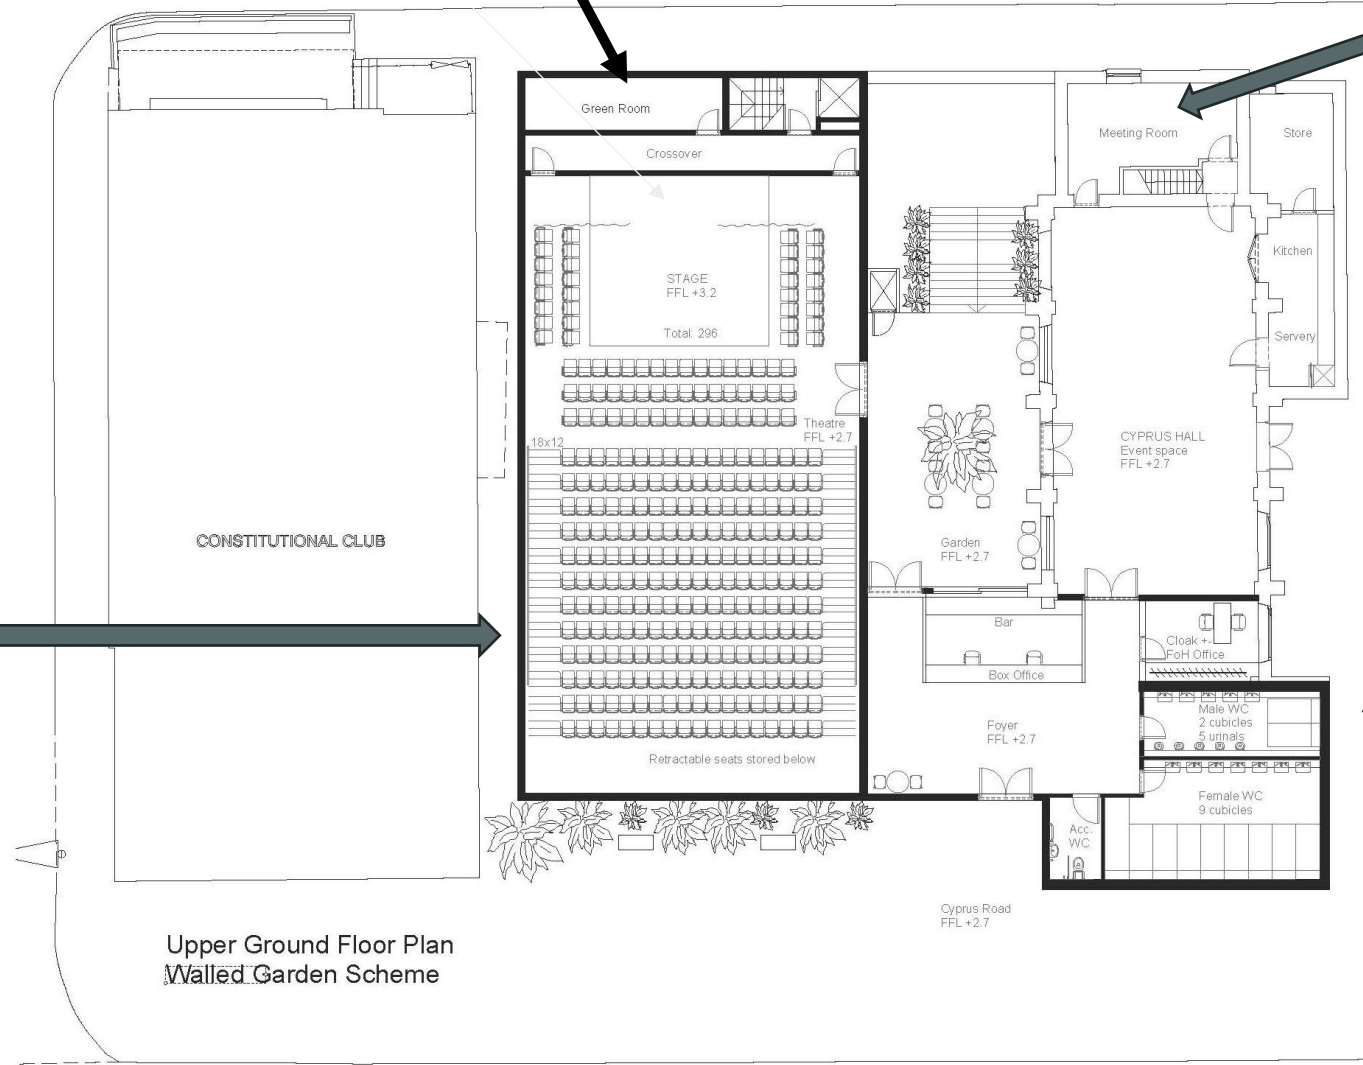 Green Room
Crossover
Meeting Room
Store
Kitchen
STAGE
FFL +3.2
Total: 296
Servery
Theatre
FFL +2.7
18x12
CYPRUS HALL
Event space
FFL +2.7
CONSTITUTIONAL CLUB
Garden
FFL +2.7
Bar
Box Office
Cloak +-
FoH Office
Retractable seats stored below
Foyer
FFL +2.7
Male WC
2 cubicles
5 urinals
Female WC
9 cubicles
Acc.
WC
Cyprus Road
FFL +2.7
Upper Ground Floor Plan
Walled Garden Scheme